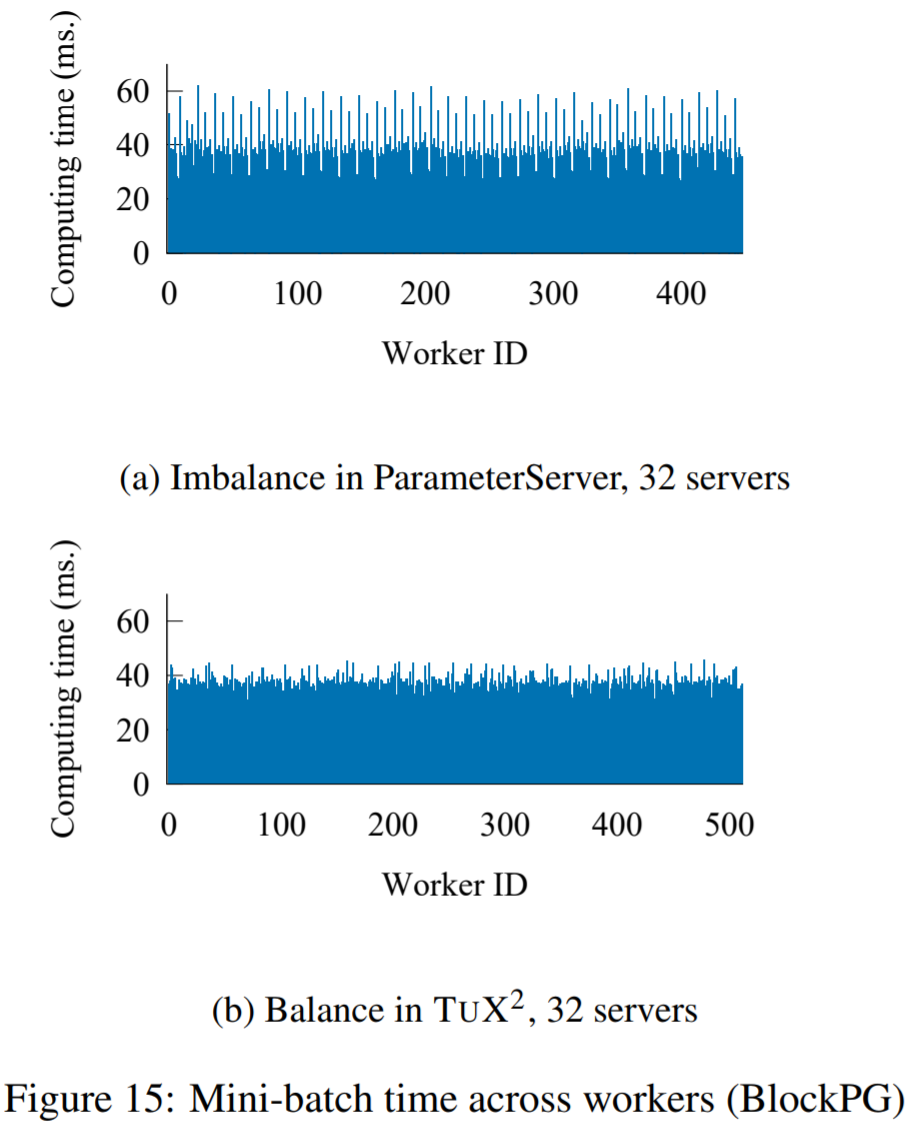 Computing time (ms.)
60
40
20
0
0 100 200 300 400
Worker ID
(a) Imbalance in ParameterServer, 32 servers
Computing time (ms.)
60
40
20
0
0 100 200 300 400 500
Worker ID
(b) Balance in TUX², 32 servers
Figure 15: Mini-batch time across workers (BlockPG)